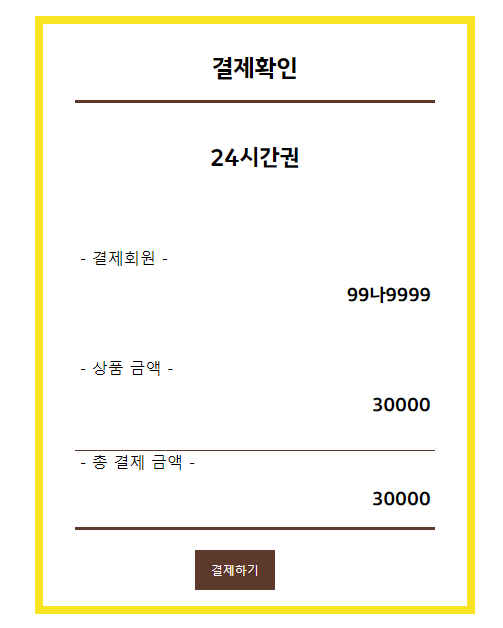 결제확인
24시간권
- 결제회원 -
99나9999
- 상품 금액 -
30000
- 총 결제 금액 -
30000
결제하기